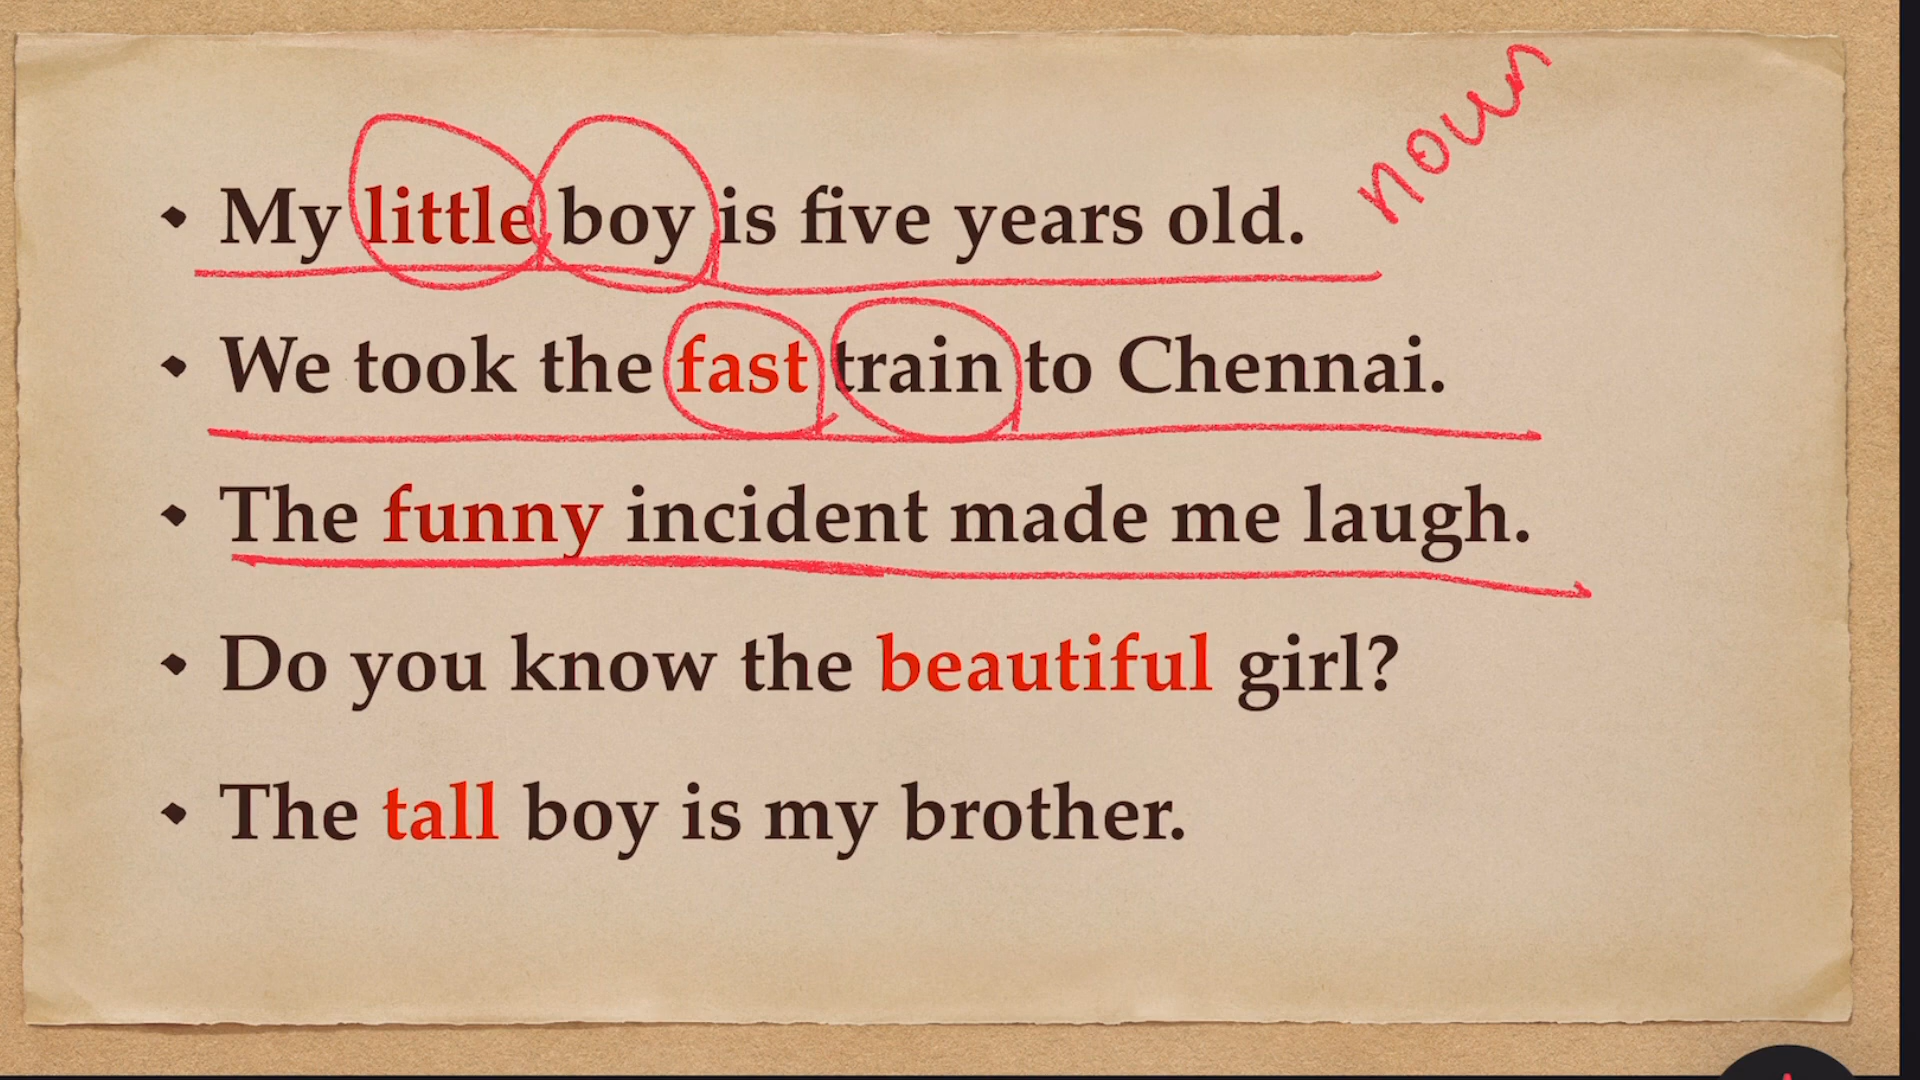 noun
• My little boy is five years old.
• We took the fast train to Chennai.
• The funny incident made me laugh.
• Do you know the beautiful girl?
• The tall boy is my brother.